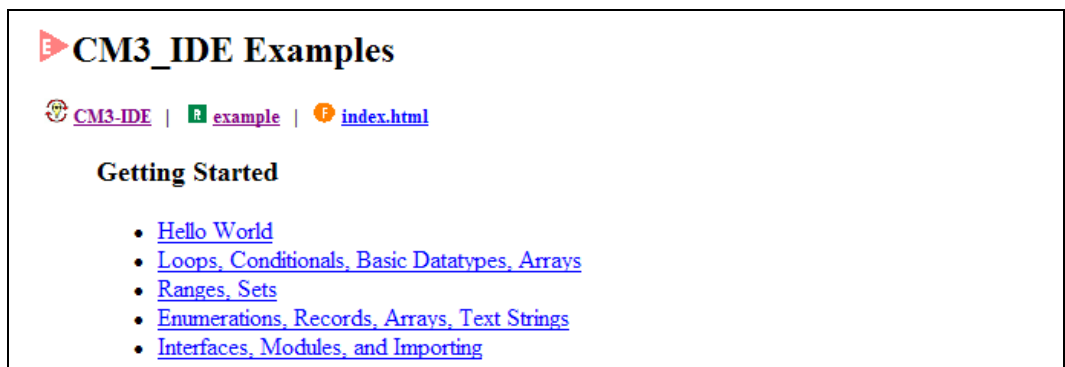 E CM3_IDE Examples
CM3-IDE | R example | F index.html
Getting Started
• Hello World
• Loops, Conditionals, Basic Datatypes, Arrays
• Ranges, Sets
• Enumerations, Records, Arrays, Text Strings
• Interfaces, Modules, and Importing